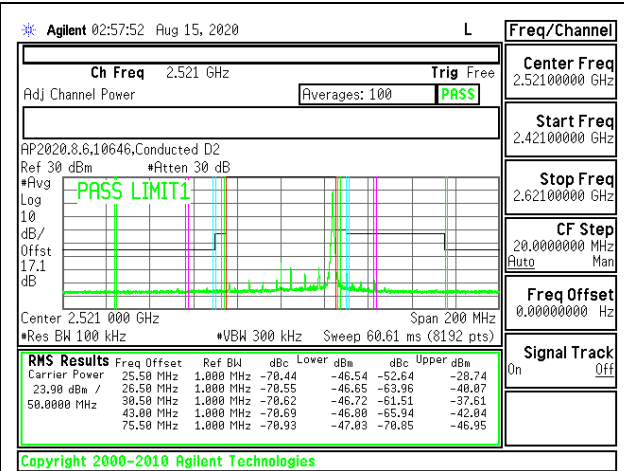 Agilent 02:57:52 Aug 15, 2020 L
Freq/Channel
Ch Freq 2.521 GHz Trig Free
Adj Channel Power Averages: 100 PASS
Center Freq
2.52100000 GHz
Start Freq
2.42100000 GHz
Stop Freq
2.62100000 GHz
CF Step
20.0000000 MHz
Auto Man
Freq Offset
0.00000000 Hz
Signal Track
On Off
AP2020.8.6,10646,Conducted D2
Ref 30 dBm #Atten 30 dB
#Avg
Log
10
dB/
Offst
17.1
dB
PASS LIMIT1
Center 2.521 000 GHz Span 200 MHz
#Res BW 100 kHz #VBW 300 kHz Sweep 60.61 ms (8192 pts)
RMS Results Freq Offset Ref BW dBc Lower dBm dBc Upper dBm
Carrier Power 25.50 MHz 1.000 MHz -70.44 -46.54 -52.64 -28.74
23.90 dBm / 26.50 MHz 1.000 MHz -70.55 -46.65 -63.96 -40.07
50.0000 MHz 30.50 MHz 1.000 MHz -70.62 -46.72 -61.51 -37.61
43.00 MHz 1.000 MHz -70.69 -46.80 -65.94 -42.04
75.50 MHz 1.000 MHz -70.93 -47.03 -70.85 -46.95
Copyright 2000-2010 Agilent Technologies